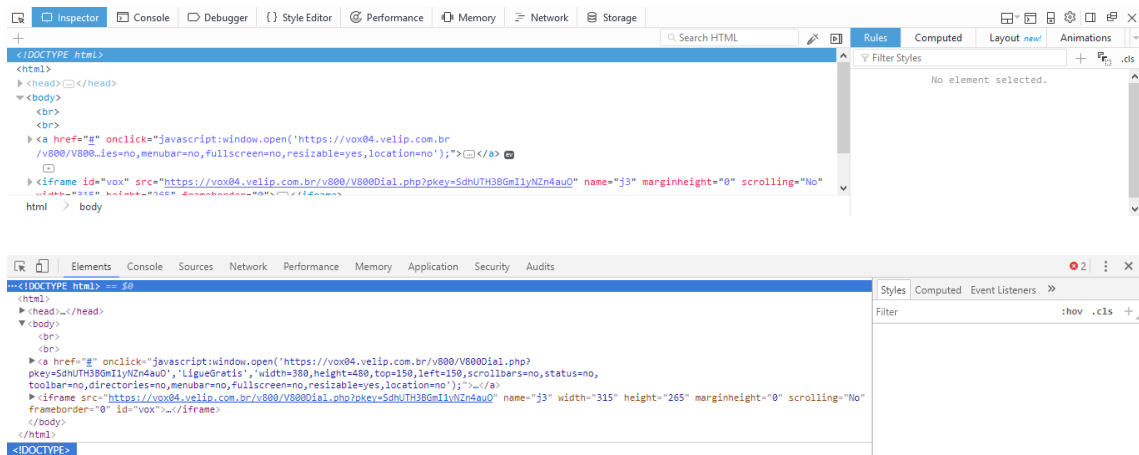 Inspector Console Debugger {} Style Editor Performance Memory Network Storage
+ Search HTML Rules Computed Layout new! Animations
<!DOCTYPE html> Filter Styles + .cls
<html> No element selected.
<head>…</head>
<body>
<br>
<br>
<a href="#" onclick="javascript:window.open('https://vox04.velip.com.br
/v800/V800…ies=no,menubar=no,fullscreen=no,resizable=yes,location=no');">…</a> ev
<iframe id="vox" src="https://vox04.velip.com.br/v800/V800Dial.php?pkey=SdhUTH3BGmI1yNZn4auO" name="j3" marginheight="0" scrolling="No"
width="315" height="265" frameborder="0">…</iframe>
html > body
Elements Console Sources Network Performance Memory Application Security Audits 2
…<!DOCTYPE html> == $0 Styles Computed Event Listeners »
<html> Filter :hov .cls +
<head>…</head>
<body>
<br>
<br>
<a href="#" onclick="javascript:window.open('https://vox04.velip.com.br/v800/V800Dial.php?
pkey=SdhUTH3BGmI1yNZn4auO','LigueGratis','width=380,height=480,top=150,left=150,scrollbars=no,status=no,
toolbar=no,directories=no,menubar=no,fullscreen=no,resizable=yes,location=no');">…</a>
<iframe src="https://vox04.velip.com.br/v800/V800Dial.php?pkey=SdhUTH3BGmI1yNZn4auO" name="j3" width="315" height="265" marginheight="0" scrolling="No"
frameborder="0" id="vox">…</iframe>
</body>
</html>
<!DOCTYPE>